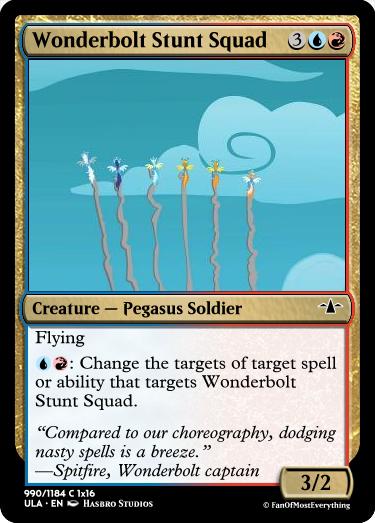 Wonderbolt Stunt Squad 3
Creature — Pegasus Soldier
Flying
: Change the targets of target spell
or ability that targets Wonderbolt
Stunt Squad.
“Compared to our choreography, dodging
nasty spells is a breeze.”
—Spitfire, Wonderbolt captain
3/2
990/1184 C 1x16
ULA • EN Hasbro Studios
© FanOfMostEverything